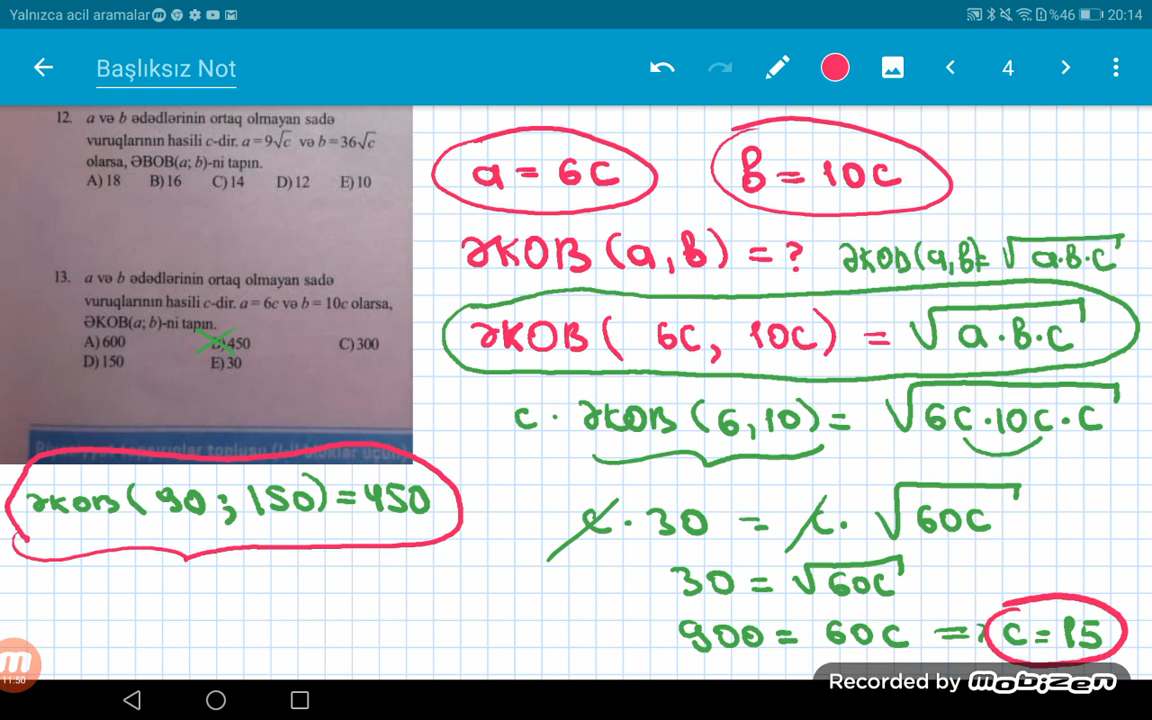 Yalnızca acil aramalar
%46 20:14
Başlıksız Not
4
12. a və b ədədlərinin ortaq olmayan sadə
vuruqlarının hasili c-dir. a=9√c və b=36√c
olarsa, ƏBOB(a; b)-ni tapın.
A) 18 B) 16 C) 14 D) 12 E) 10
13. a və b ədədlərinin ortaq olmayan sadə
vuruqlarının hasili c-dir. a = 6c və b = 10c olarsa,
ƏKOB(a; b)-ni tapın.
A) 600 B) 450 C) 300
D) 150 E) 30
əKOB(90; 150) = 450
a = 6c b = 10c
əKOB(a,b) = ? əKOB(a,b)= √a·b·c
əKOB( 6c, 10c) = √a·b·c
c · əKOB(6,10) = √6c·10c·c
c · 30 = c · √60c
30 = √60c
900 = 60c => c = 15
11:50
Recorded by mobizen